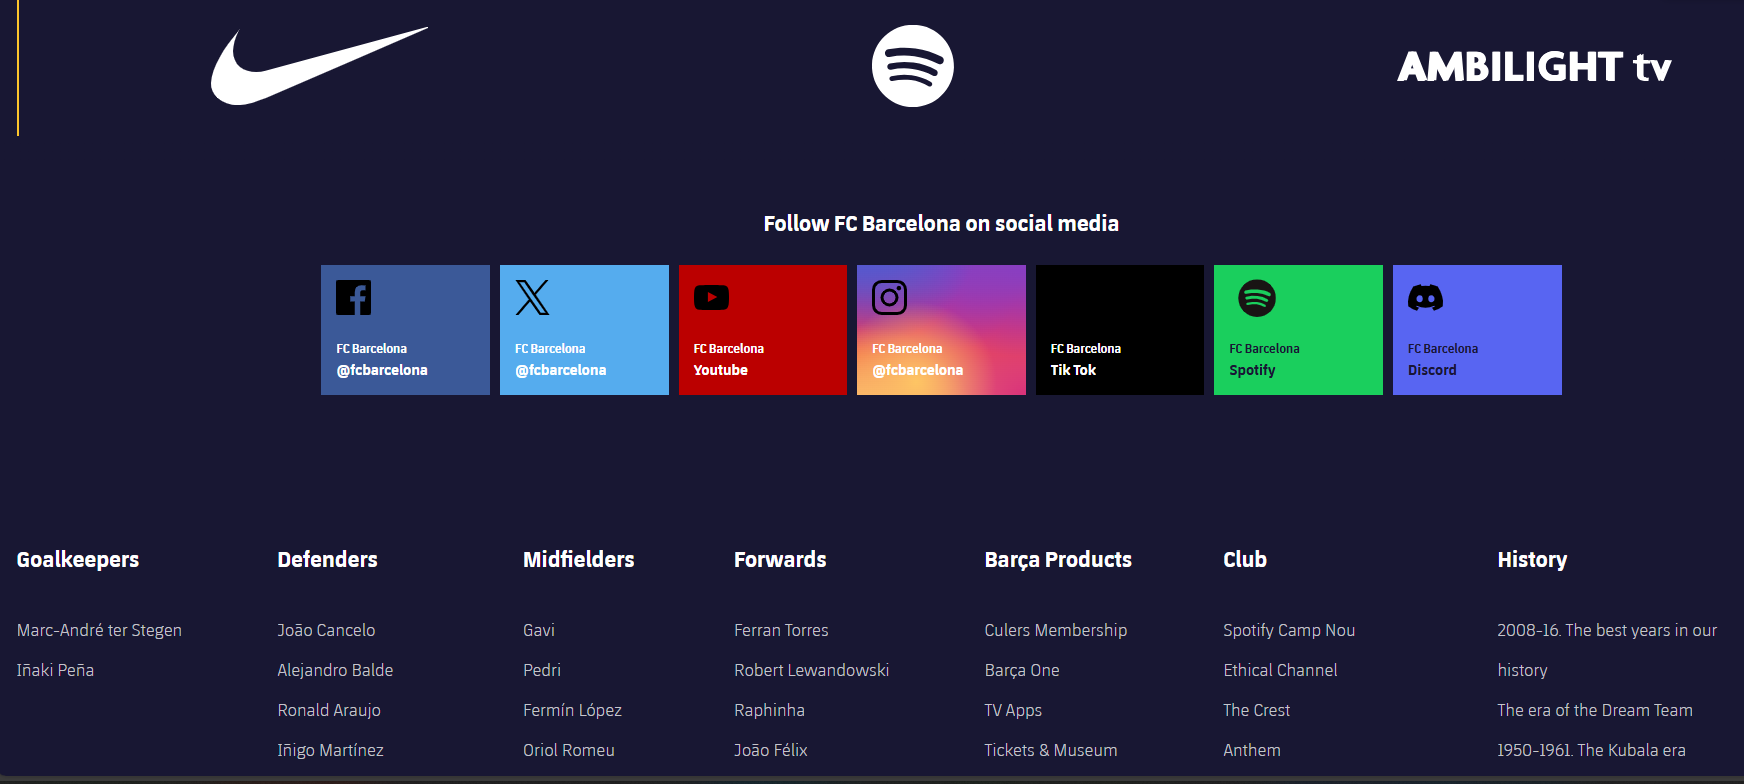 AMBILIGHT tv
Follow FC Barcelona on social media
FC Barcelona
@fcbarcelona
FC Barcelona
@fcbarcelona
FC Barcelona
Youtube
FC Barcelona
@fcbarcelona
FC Barcelona
Tik Tok
FC Barcelona
Spotify
FC Barcelona
Discord
Goalkeepers
Marc-André ter Stegen
Iñaki Peña
Defenders
João Cancelo
Alejandro Balde
Ronald Araujo
Iñigo Martínez
Midfielders
Gavi
Pedri
Fermín López
Oriol Romeu
Forwards
Ferran Torres
Robert Lewandowski
Raphinha
João Félix
Barça Products
Culers Membership
Barça One
TV Apps
Tickets & Museum
Club
Spotify Camp Nou
Ethical Channel
The Crest
Anthem
History
2008-16. The best years in our
history
The era of the Dream Team
1950-1961. The Kubala era